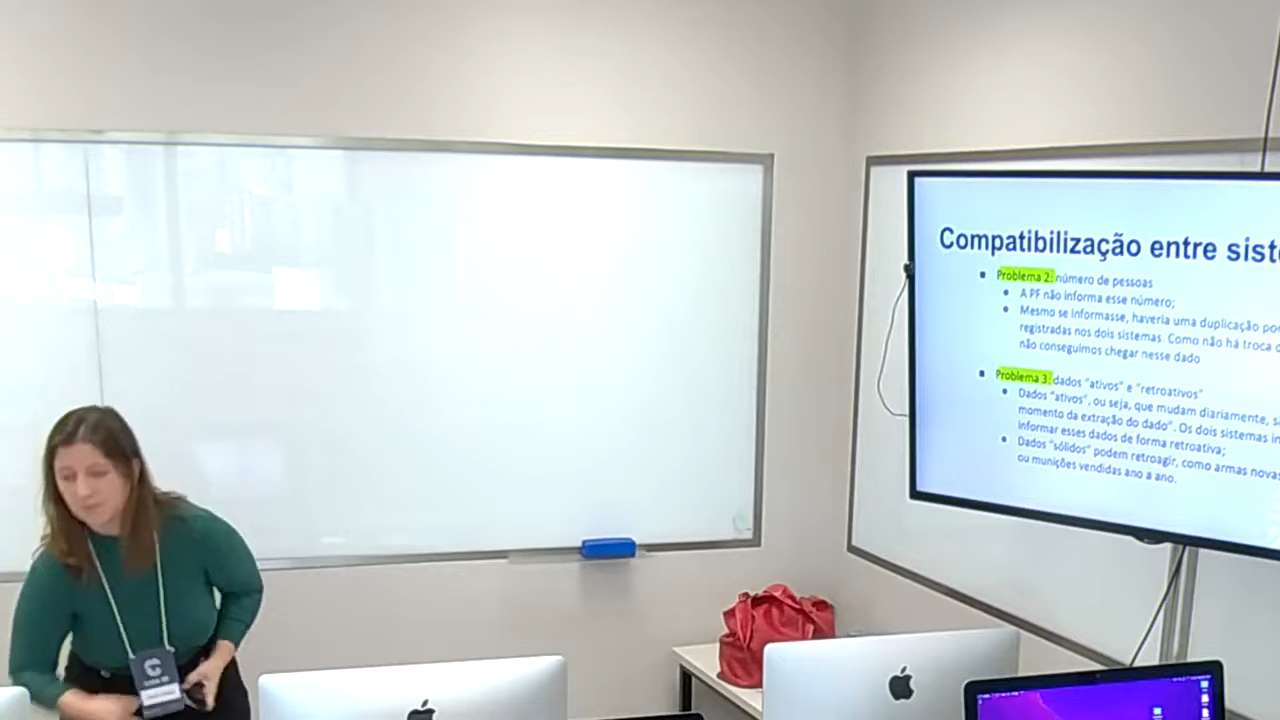 Compatibilização entre
Problema 2: número de pessoas
A PF não informa esse número;
Mesmo se informasse, haveria uma duplicação
registradas nos dois sistemas. Como não há troca
não conseguimos chegar nesse dado
Problema 3: dados "ativos" e "retroativos"
Dados "ativos", ou seja, que mudam diariamente,
momento da extração do dado". Os dois sistemas
informar esses dados de forma retroativa;
Dados "sólidos" podem retroagir, como armas novas
ou munições vendidas ano a ano.